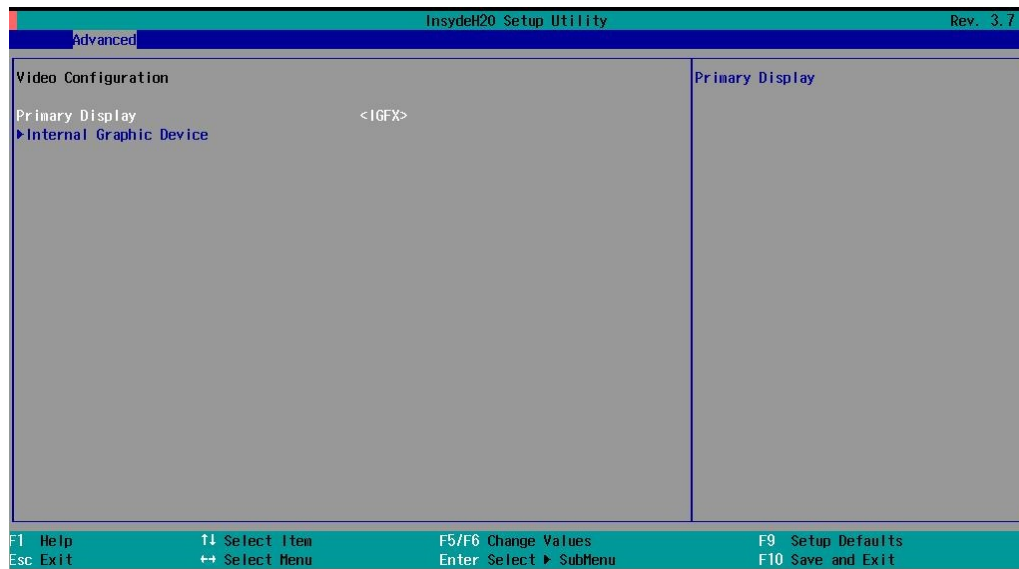 InsydeH20 Setup Utility Rev. 3.7
Advanced
Video Configuration
Primary Display
Primary Display <IGFX>
▶Internal Graphic Device
F1 Help ↑↓ Select Item F5/F6 Change Values F9 Setup Defaults
Esc Exit ↔ Select Menu Enter Select ▶ SubMenu F10 Save and Exit